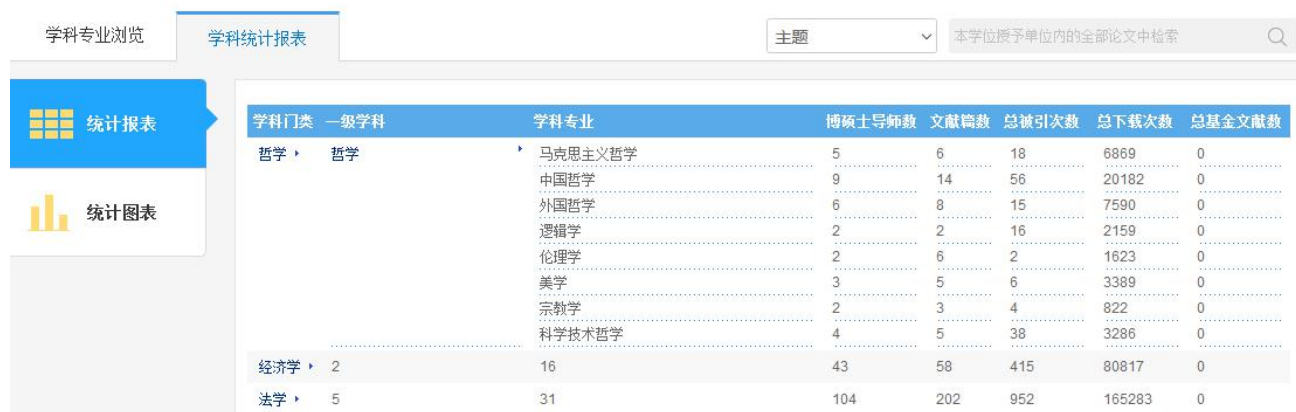 学科专业浏览 学科统计报表 主题 本学位授予单位内的全部论文中检索
统计报表
统计图表
学科门类 一级学科 学科专业 博硕士导师数 文献篇数 总被引次数 总下载次数 总基金文献数
哲学 哲学 马克思主义哲学 5 6 18 6869 0
中国哲学 9 14 56 20182 0
外国哲学 6 8 15 7590 0
逻辑学 2 2 16 2159 0
伦理学 2 6 2 1623 0
美学 3 5 6 3389 0
宗教学 2 3 4 822 0
科学技术哲学 4 5 38 3286 0
经济学 2 16 43 58 415 80817 0
法学 5 31 104 202 952 165283 0